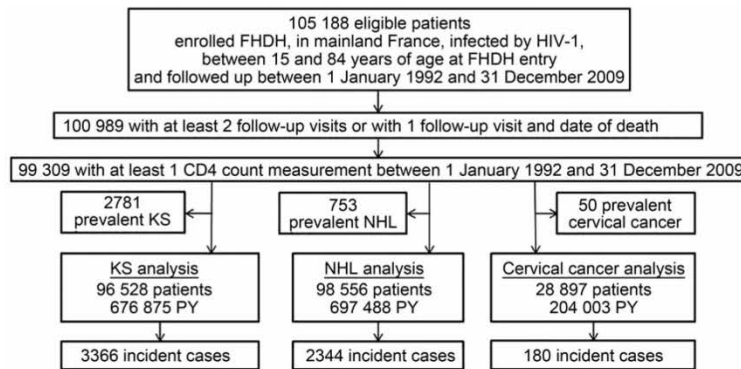 105 188 eligible patients
enrolled FHDH, in mainland France, infected by HIV-1,
between 15 and 84 years of age at FHDH entry
and followed up between 1 January 1992 and 31 December 2009
100 989 with at least 2 follow-up visits or with 1 follow-up visit and date of death
99 309 with at least 1 CD4 count measurement between 1 January 1992 and 31 December 2009
2781
prevalent KS
753
prevalent NHL
50 prevalent
cervical cancer
KS analysis
96 528 patients
676 875 PY
NHL analysis
98 556 patients
697 488 PY
Cervical cancer analysis
28 897 patients
204 003 PY
3366 incident cases
2344 incident cases
180 incident cases